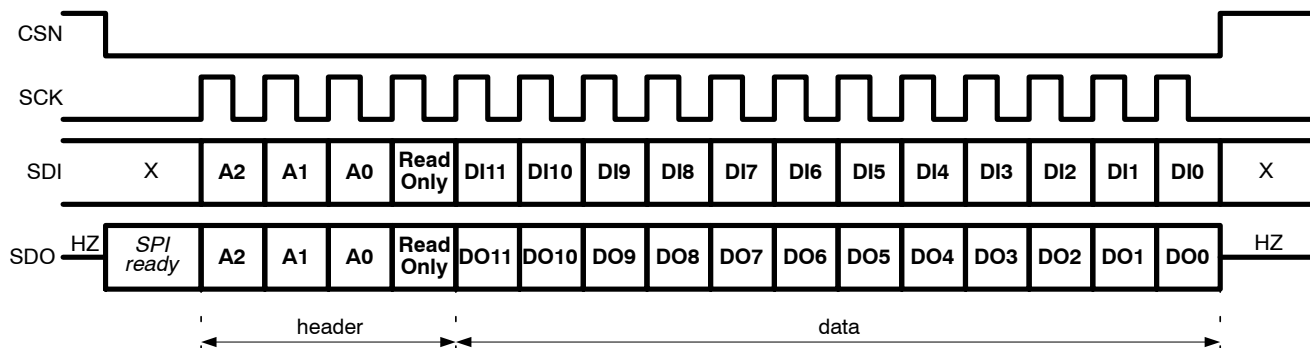 CSN
SCK
SDI X A2 A1 A0 Read Only DI11 DI10 DI9 DI8 DI7 DI6 DI5 DI4 DI3 DI2 DI1 DI0 X
SDO HZ SPI ready A2 A1 A0 Read Only DO11 DO10 DO9 DO8 DO7 DO6 DO5 DO4 DO3 DO2 DO1 DO0 HZ
header data